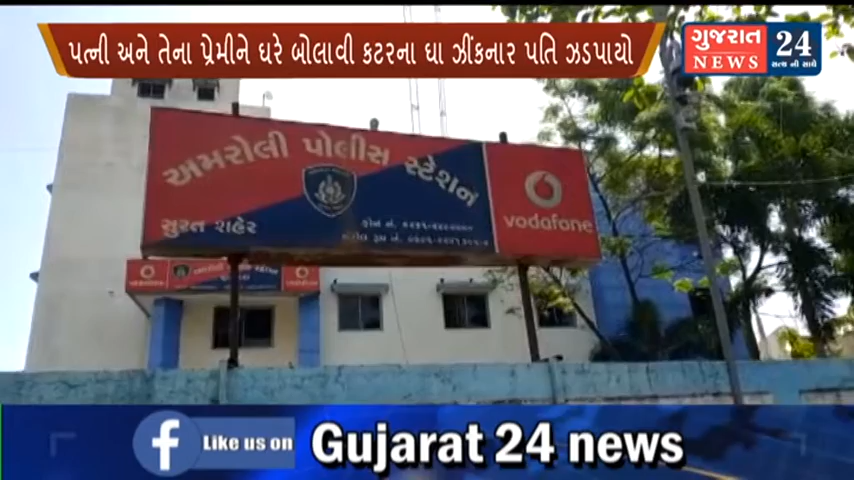 પત્ની અને તેના પ્રેમીને ઘરે બોલાવી કટરના ઘા ઝીંકનાર પતિ ઝડપાયો
ગુજરાત
NEWS
24
સત્ય ની સાથે
અમરોલી પોલીસ સ્ટેશન
સુરત શહેર
ફોન નં.
vodafone
Like us on
Gujarat 24 news